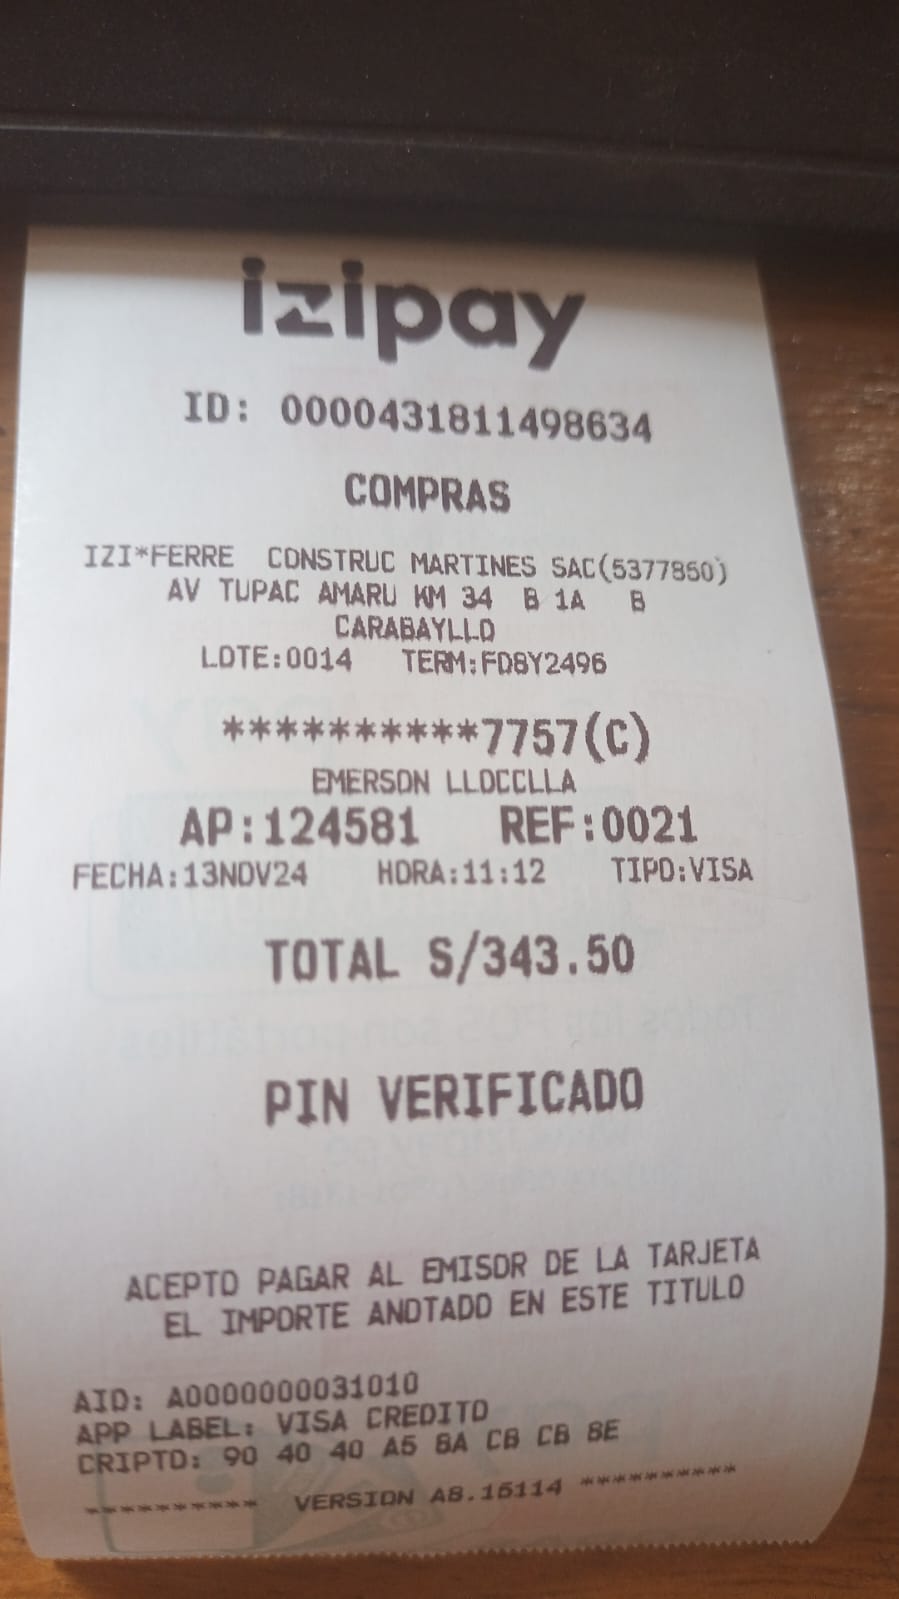 izipay
ID: 0000431811498634
COMPRAS
IZI*FERRE CONSTRUC MARTINES SAC(5377850)
AV TUPAC AMARU KM 34 B 1A B
CARABAYLLO
LOTE:0014 TERM:FD8Y2496
**********7757(C)
EMERSON LLOCCLLA
AP:124581 REF:0021
FECHA:13NOV24 HORA:11:12 TIPO:VISA
TOTAL S/343.50
PIN VERIFICADO
ACEPTO PAGAR AL EMISOR DE LA TARJETA
EL IMPORTE ANOTADO EN ESTE TITULO
AID: A0000000031010
APP LABEL: VISA CREDITO
CRIPTO: 90 40 40 A5 8A CB CB 8E
********** VERSION A8.15114 **********